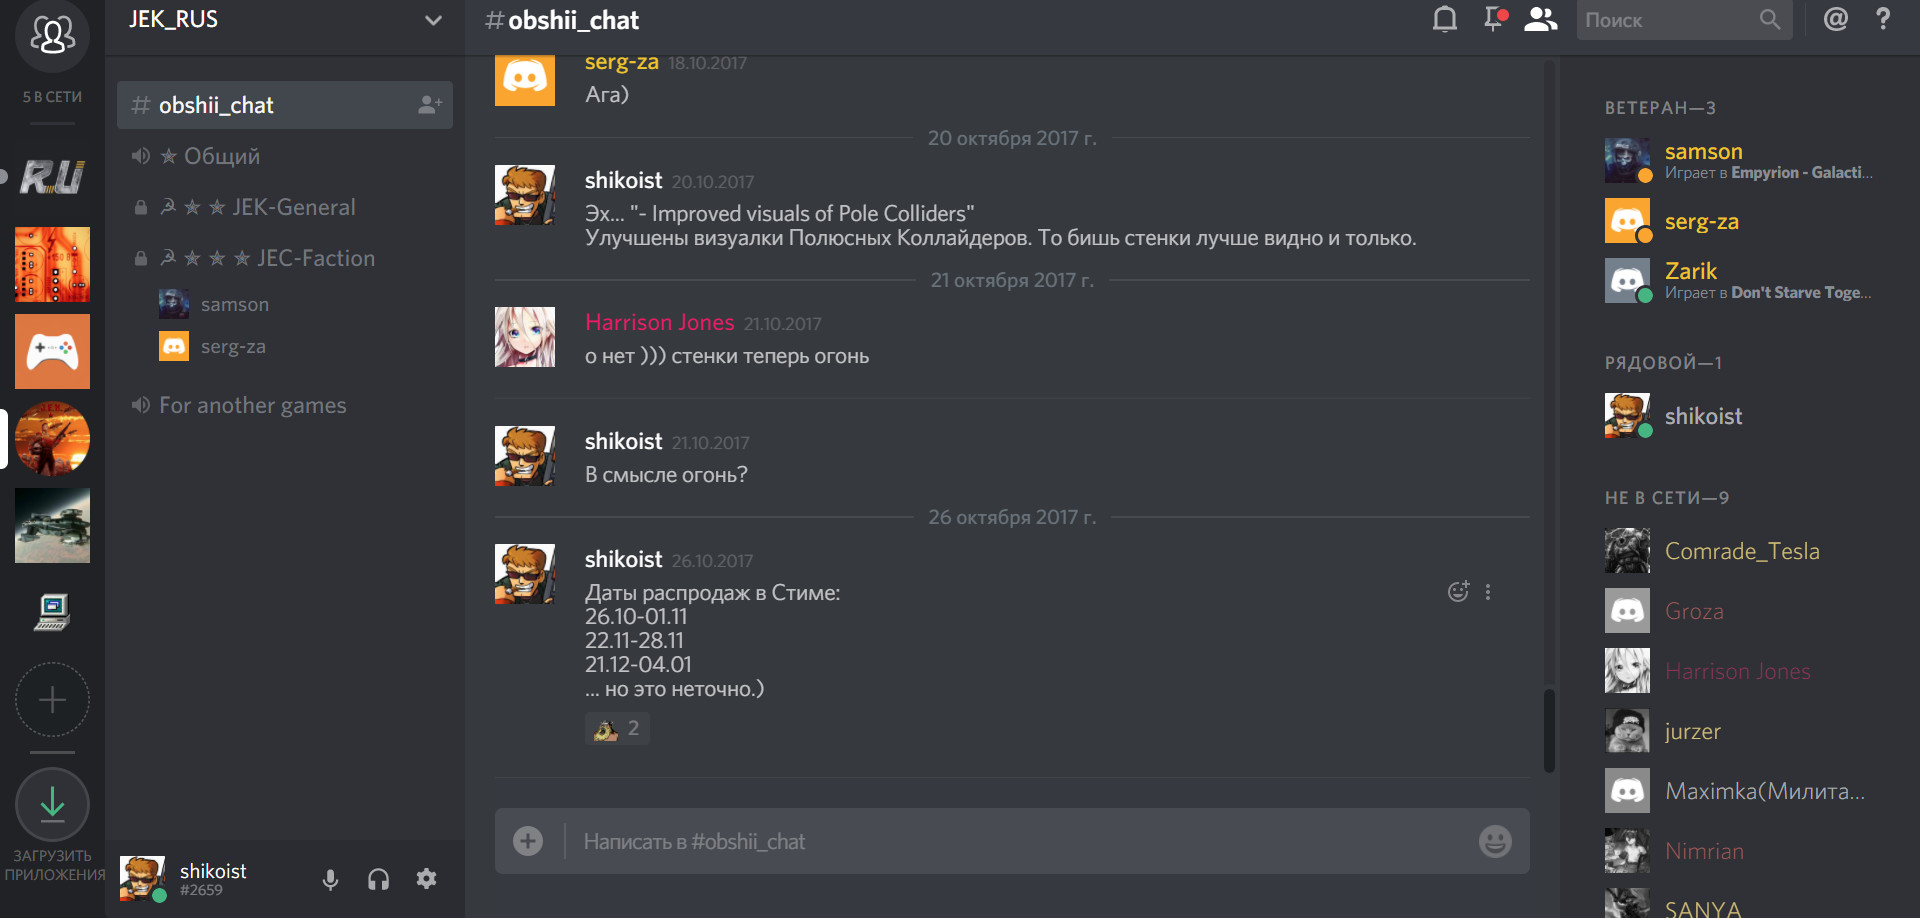 5 В СЕТИ
RU
ЗАГРУЗИТЬ
ПРИЛОЖЕНИЯ
JEK_RUS
# obshii_chat
✯ Общий
☭ ✯ ✯ JEK-General
☭ ✯ ✯ ✯ JEC-Faction
samson
serg-za
For another games
shikoist
#2659
# obshii_chat
Поиск
@ ?
serg-za 18.10.2017
Ага)
20 октября 2017 г.
shikoist 20.10.2017
Эх... "- Improved visuals of Pole Colliders"
Улучшены визуалки Полюсных Коллайдеров. То бишь стенки лучше видно и только.
21 октября 2017 г.
Harrison Jones 21.10.2017
о нет ))) стенки теперь огонь
shikoist 21.10.2017
В смысле огонь?
26 октября 2017 г.
shikoist 26.10.2017
Даты распродаж в Стиме:
26.10-01.11
22.11-28.11
21.12-04.01
... но это неточно.)
2
Написать в #obshii_chat
ВЕТЕРАН—3
samson
Играет в Empyrion - Galacti...
serg-za
Zarik
Играет в Don't Starve Toge...
РЯДОВОЙ—1
shikoist
НЕ В СЕТИ—9
Comrade_Tesla
Groza
Harrison Jones
jurzer
Maximka(Милита...
Nimrian
SANYA